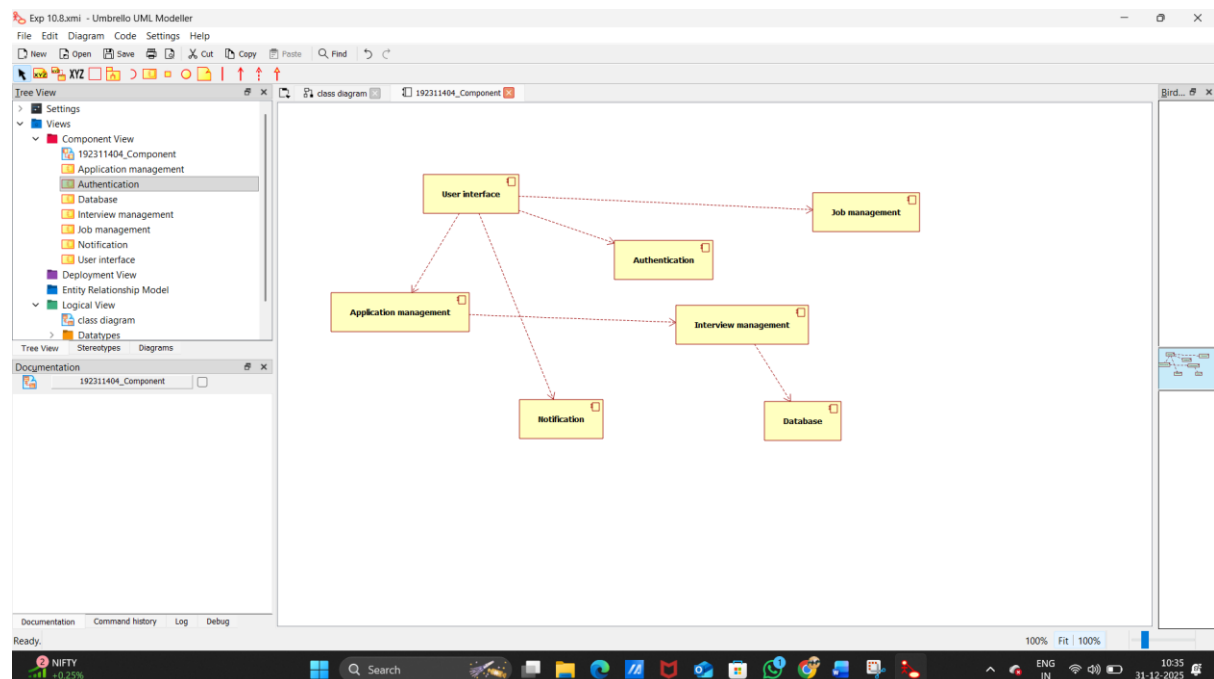 Exp 10.8.xmi - Umbrello UML Modeller
File Edit Diagram Code Settings Help
New Open Save Cut Copy Paste Find
XYZ XYZ
Tree View
class diagram 192311404_Component
Bird...
Settings
Views
Component View
192311404_Component
Application management
Authentication
Database
Interview management
Job management
Notification
User interface
Deployment View
Entity Relationship Model
Logical View
class diagram
Datatypes
Tree View Stereotypes Diagrams
Documentation
192311404_Component
User interface
Job management
Authentication
Application management
Interview management
Notification
Database
Documentation Command history Log Debug
Ready.
100% Fit 100%
2 NIFTY
+0.25%
Search
1
ENG
IN
10:35
31-12-2025